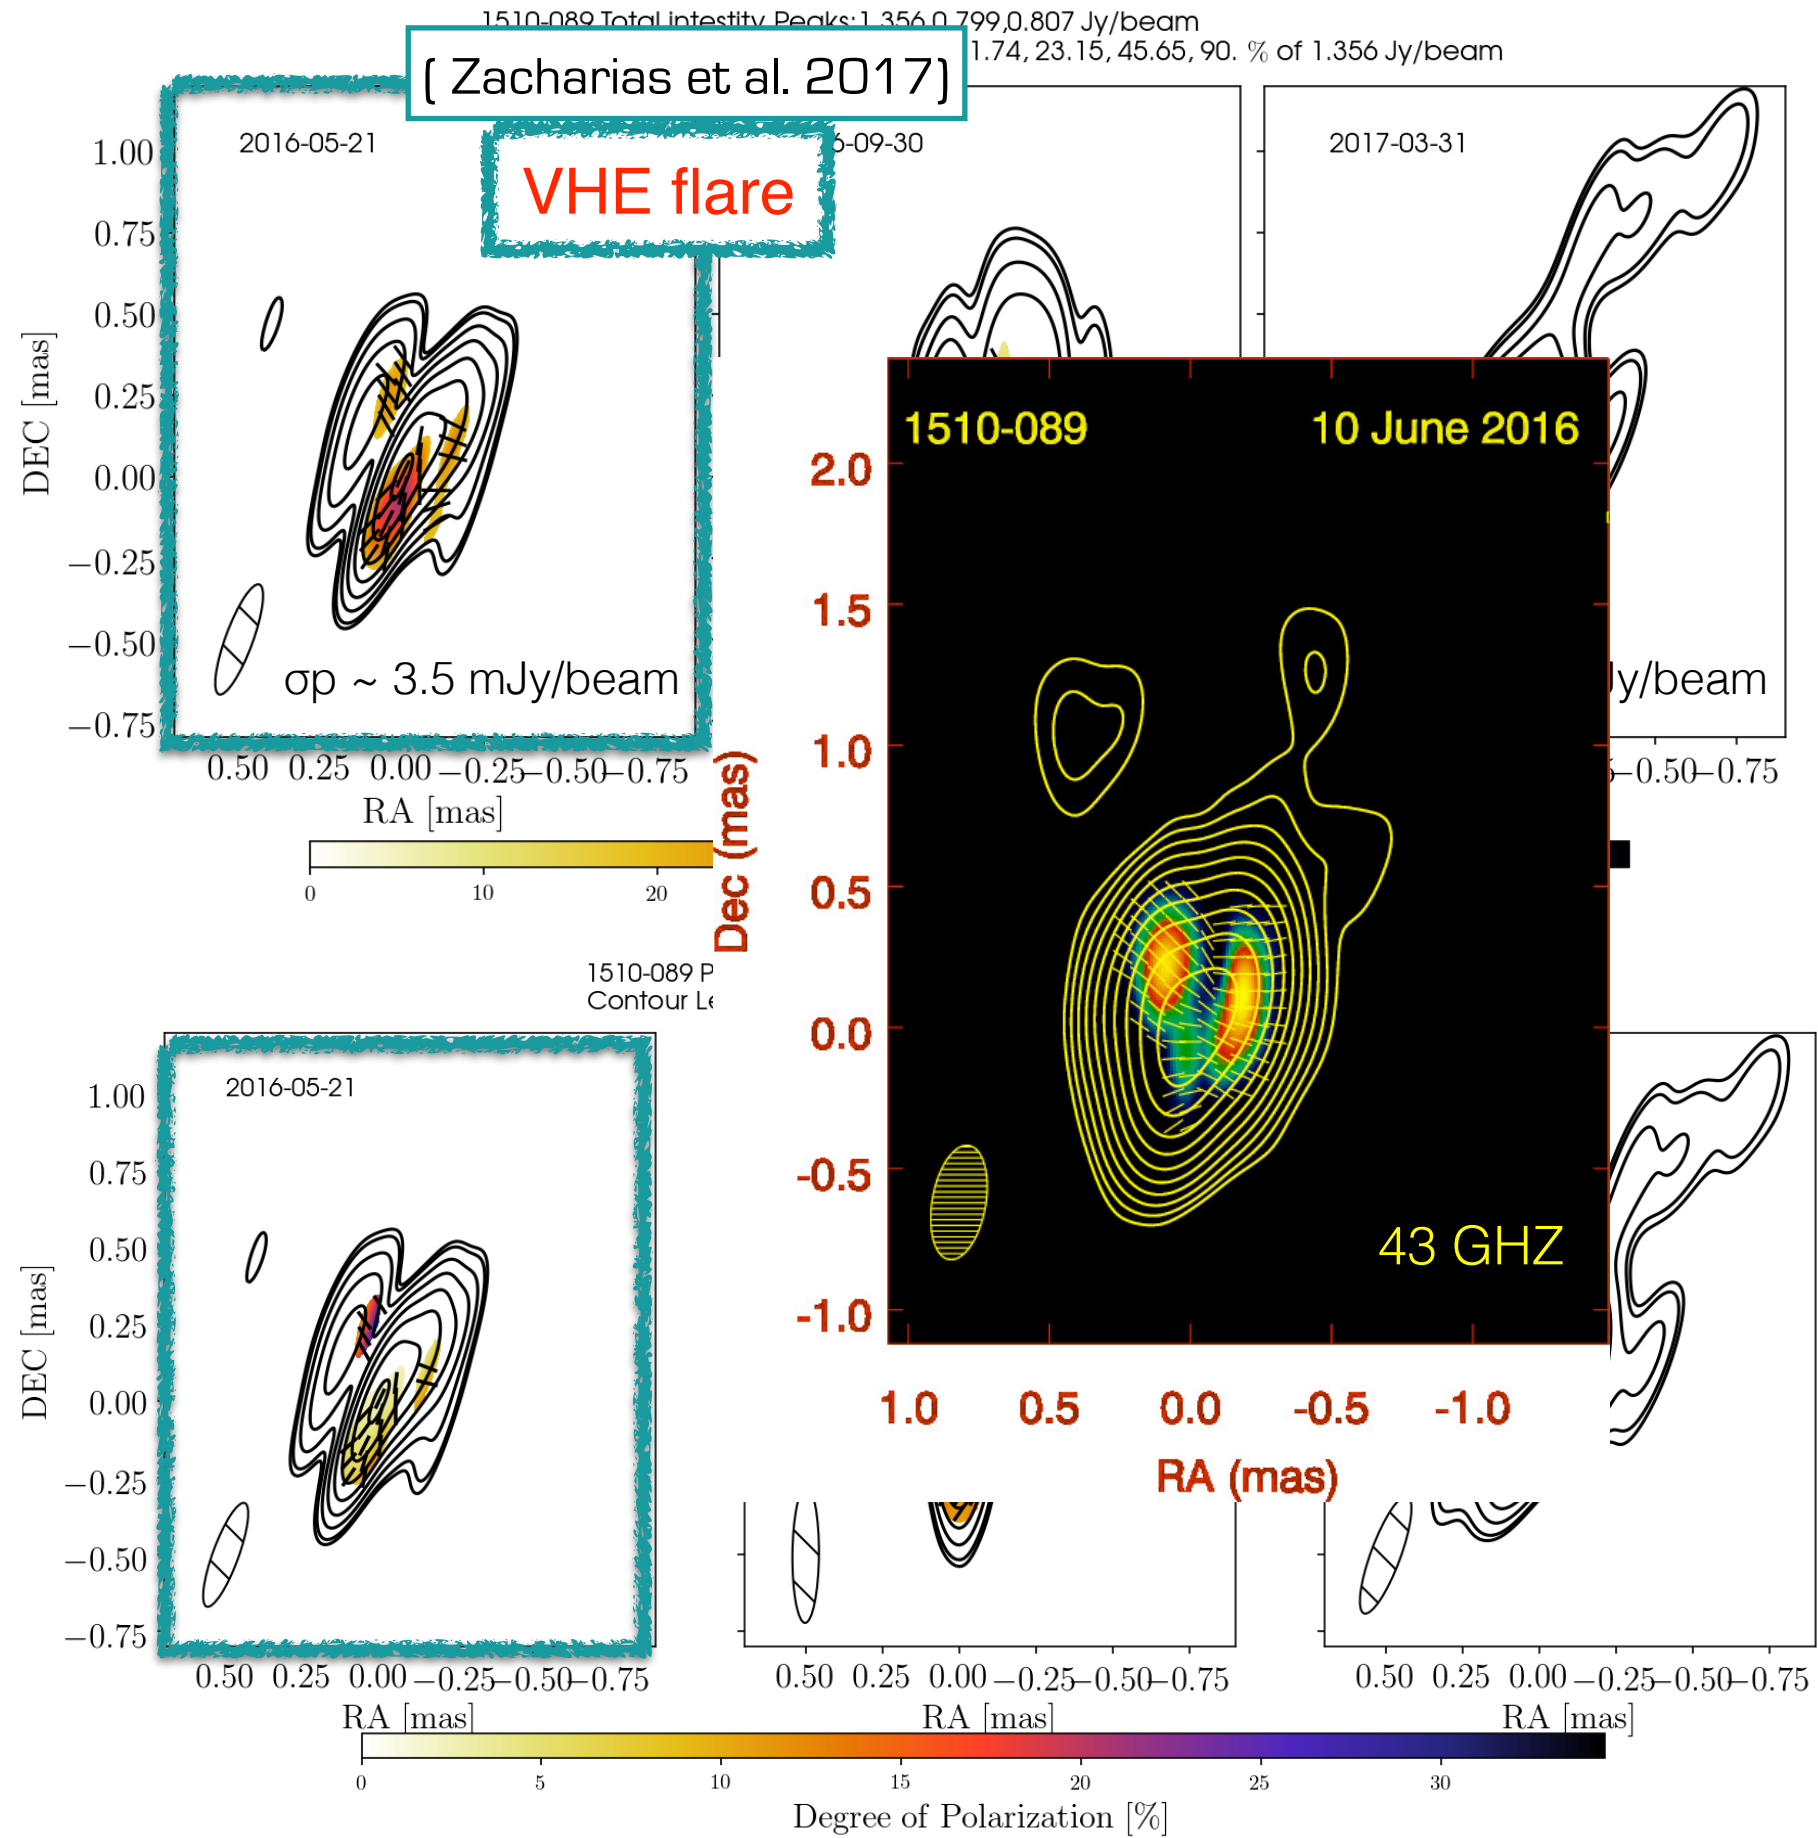 1510-089 Total intestity Peaks:1.356,0.799,0.807 Jy/beam
1.74, 23.15, 45.65, 90. % of 1.356 Jy/beam
( Zacharias et al. 2017)
VHE flare
2016-05-21
-09-30
2017-03-31
1.00
0.75
0.50
0.25
0.00
−0.25
−0.50
−0.75
DEC [mas]
σp ~ 3.5 mJy/beam
Jy/beam
0.50 0.25 0.00 −0.25 −0.50 −0.75
−0.50 −0.75
RA [mas]
0 10 20
1510-089 10 June 2016
2.0
1.5
1.0
0.5
0.0
-0.5
-1.0
Dec (mas)
43 GHZ
1.0 0.5 0.0 -0.5 -1.0
RA (mas)
1510-089 P
Contour Le
2016-05-21
1.00
0.75
0.50
0.25
0.00
−0.25
−0.50
−0.75
DEC [mas]
0.50 0.25 0.00 −0.25 −0.50 −0.75
0.50 0.25 0.00 −0.25 −0.50 −0.75
0.50 0.25 0.00 −0.25 −0.50 −0.75
RA [mas] RA [mas] RA [mas]
0 5 10 15 20 25 30
Degree of Polarization [%]